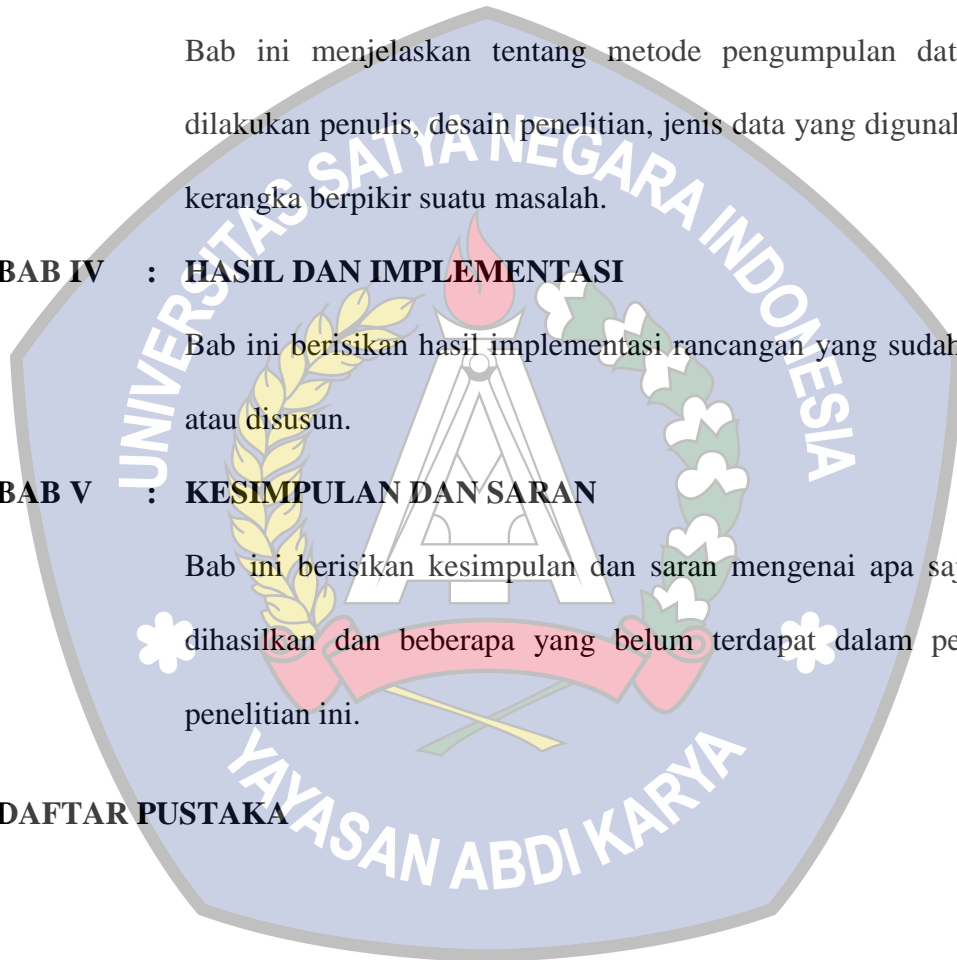 Bab ini menjelaskan tentang metode pengumpulan dat
dilakukan penulis, desain penelitian, jenis data yang digunal
kerangka berpikir suatu masalah.
BAB IV : HASIL DAN IMPLEMENTASI
Bab ini berisikan hasil implementasi rancangan yang sudah
atau disusun.
BAB V : KESIMPULAN DAN SARAN
Bab ini berisikan kesimpulan dan saran mengenai apa saj
dihasilkan dan beberapa yang belum terdapat dalam pe
penelitian ini.
DAFTAR PUSTAKA
UNIVERSITAS SATYA NEGARA INDONESIA
YAYASAN ABDI KARYA